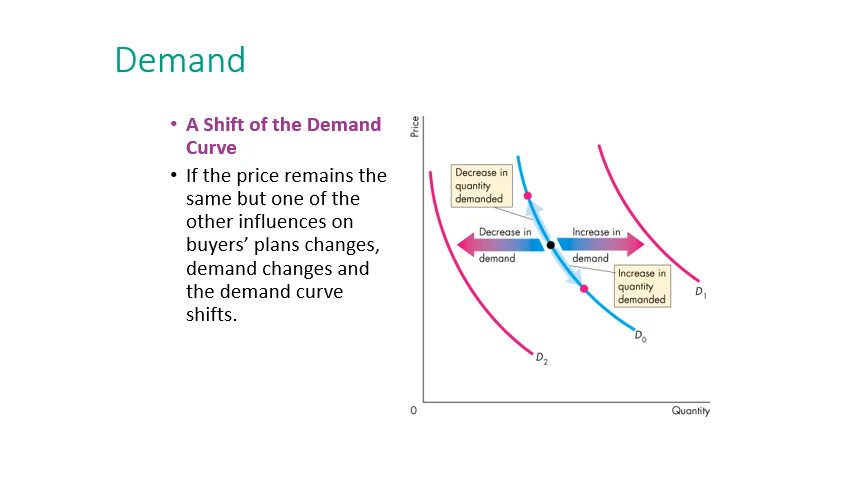 Demand
• A Shift of the Demand
Curve
• If the price remains the
same but one of the
other influences on
buyers’ plans changes,
demand changes and
the demand curve
shifts.
Price
Decrease in
quantity
demanded
Decrease in
demand
Increase in
demand
Increase in
quantity
demanded
D1
D0
D2
0
Quantity